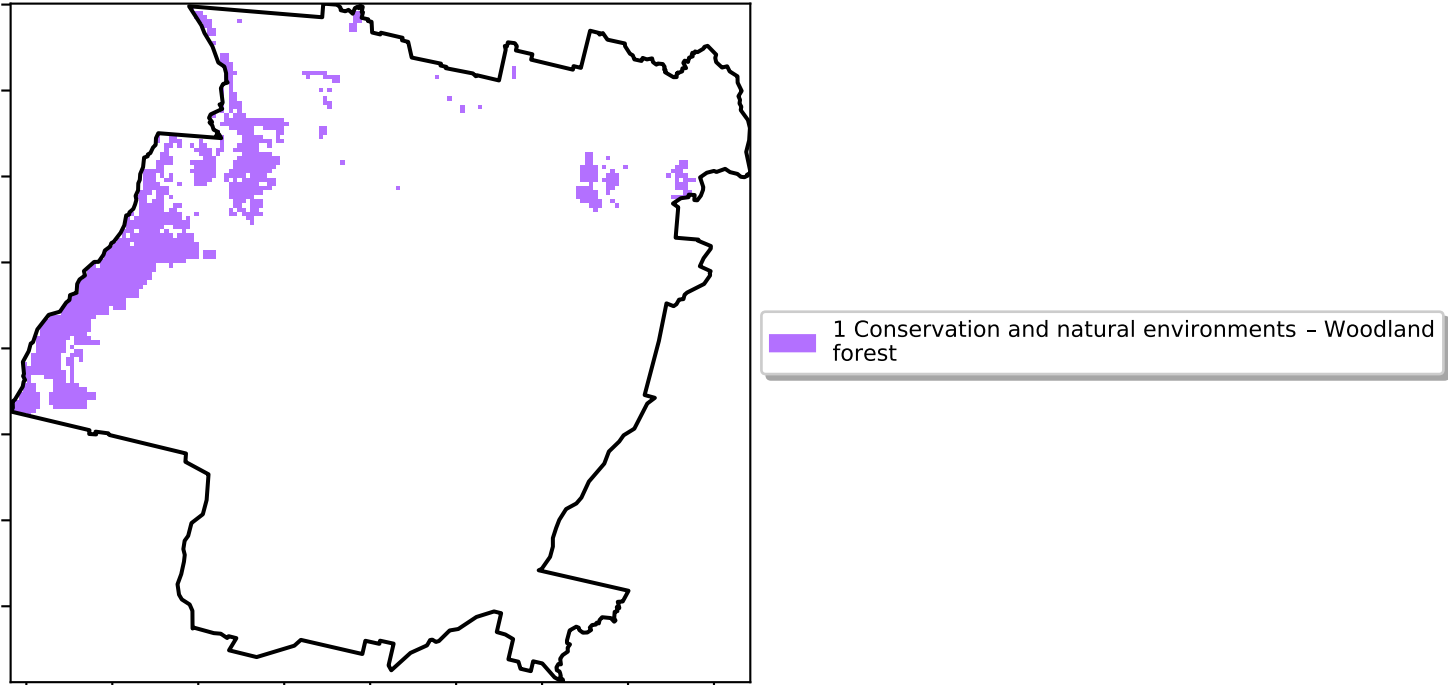 1 Conservation and natural environments – Woodland
forest